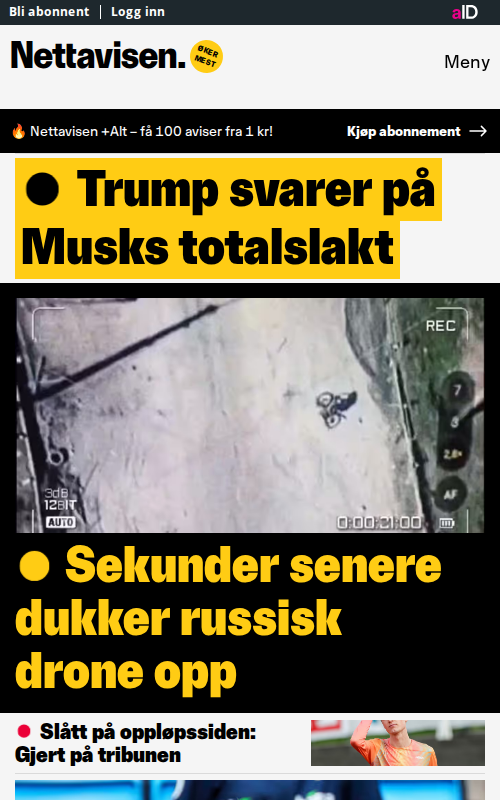 Bli abonnent | Logg inn
aID
Nettavisen.
ØKER
MEST
Meny
🔥 Nettavisen +Alt – få 100 aviser fra 1 kr!
Kjøp abonnement →
● Trump svarer på
Musks totalslakt
REC
7
3
2,8×
AF
3dB
12BIT
AUTO
0:00:21:00
● Sekunder senere
dukker russisk
drone opp
● Slått på oppløpssiden:
Gjert på tribunen